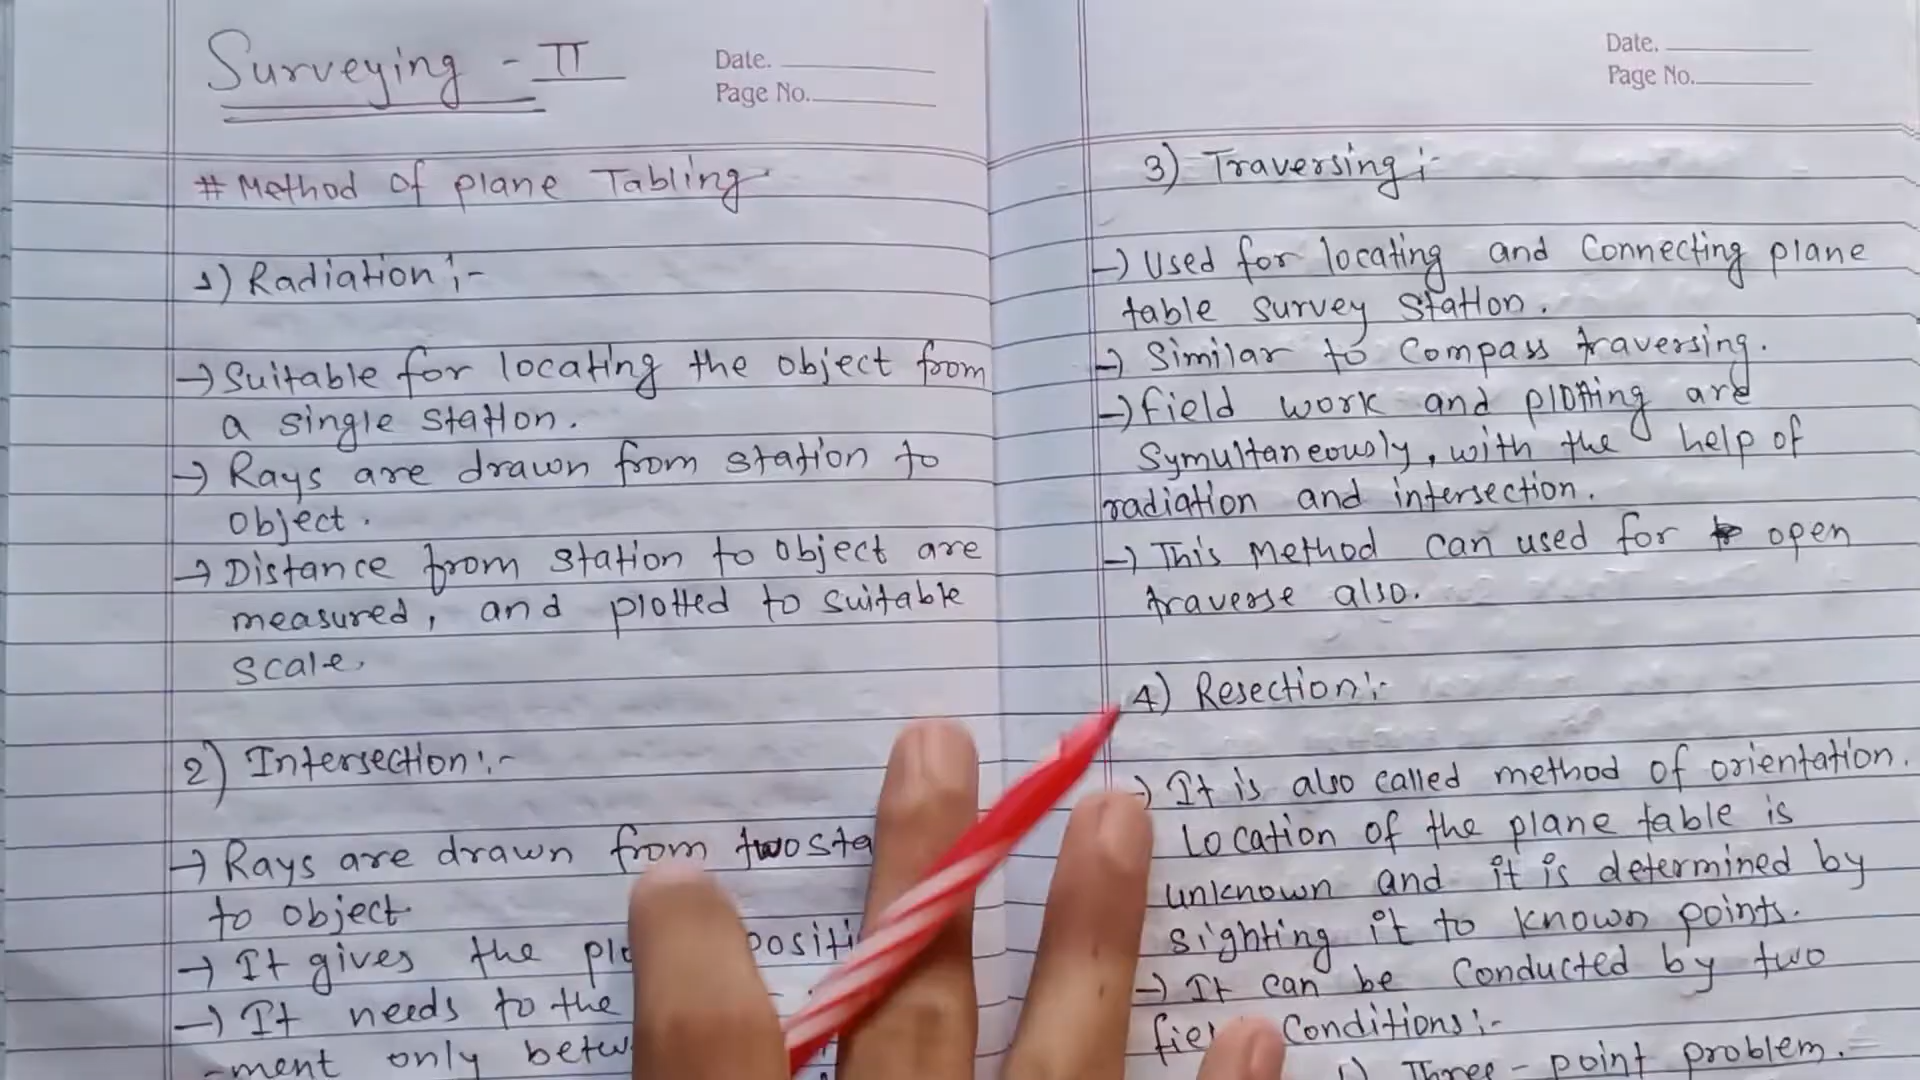 Surveying - II
Date.
Page No.
# Method of plane Tabling
1) Radiation :-
→ Suitable for locating the object from
a single station.
→ Rays are drawn from station to
object.
→ Distance from station to object are
measured, and plotted to suitable
scale.
2) Intersection :-
→ Rays are drawn from two
to object
→ It gives the
→ It needs to the
-ment only
Date.
Page No.
3) Traversing :-
→ Used for locating and connecting plane
table survey station.
→ Similar to compass traversing.
→ field work and plotting are
Symultaneously, with the help of
radiation and intersection.
→ This method can used for open
traverse also.
4) Resection :-
→ It is also called method of orientation.
Location of the plane table is
unknown and it is determined by
sighting it to known points.
→ It can be conducted by two
conditions :-
1) Three - point problem.